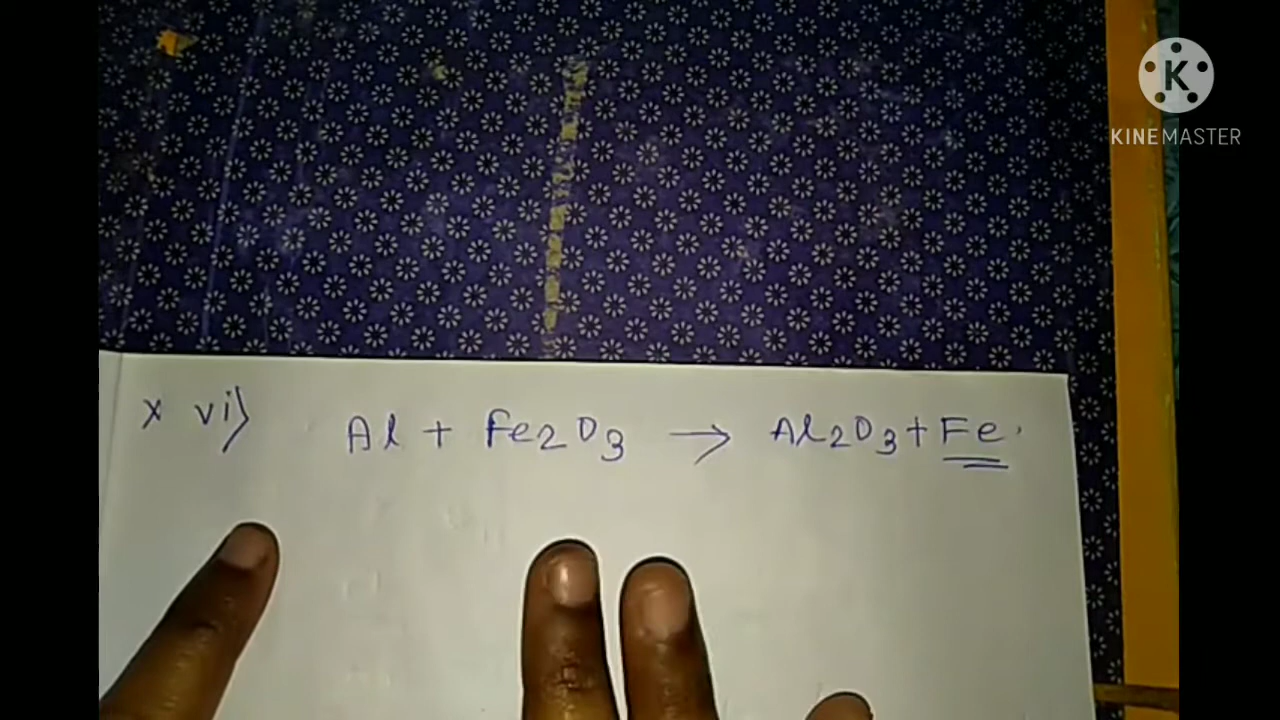 K
KINEMASTER
x vi) Al + Fe2O3 → Al2O3 + Fe.